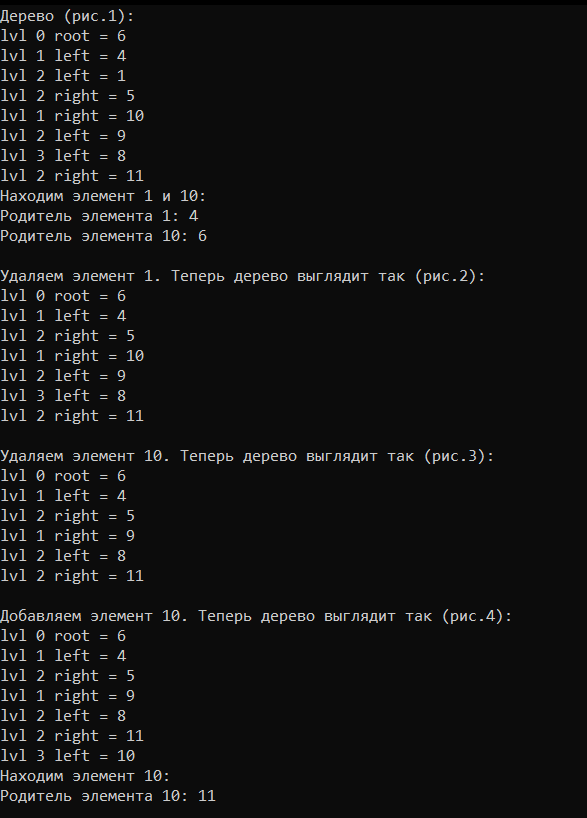 Дерево (рис.1):
lvl 0 root = 6
lvl 1 left = 4
lvl 2 left = 1
lvl 2 right = 5
lvl 1 right = 10
lvl 2 left = 9
lvl 3 left = 8
lvl 2 right = 11
Находим элемент 1 и 10:
Родитель элемента 1: 4
Родитель элемента 10: 6
Удаляем элемент 1. Теперь дерево выглядит так (рис.2):
lvl 0 root = 6
lvl 1 left = 4
lvl 2 right = 5
lvl 1 right = 10
lvl 2 left = 9
lvl 3 left = 8
lvl 2 right = 11
Удаляем элемент 10. Теперь дерево выглядит так (рис.3):
lvl 0 root = 6
lvl 1 left = 4
lvl 2 right = 5
lvl 1 right = 9
lvl 2 left = 8
lvl 2 right = 11
Добавляем элемент 10. Теперь дерево выглядит так (рис.4):
lvl 0 root = 6
lvl 1 left = 4
lvl 2 right = 5
lvl 1 right = 9
lvl 2 left = 8
lvl 2 right = 11
lvl 3 left = 10
Находим элемент 10:
Родитель элемента 10: 11